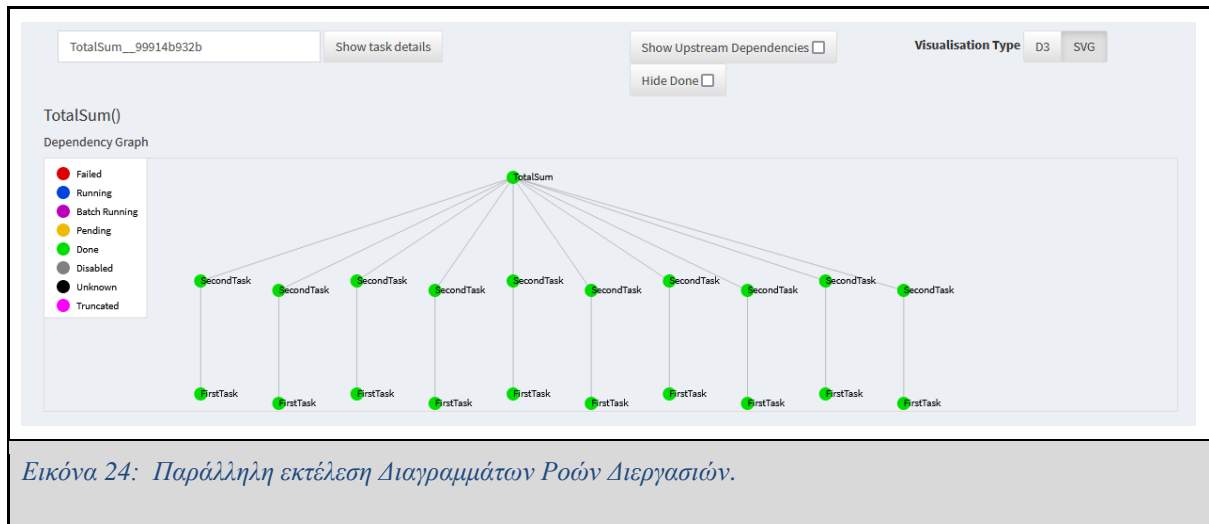 TotalSum__99914b932b Show task details Show Upstream Dependencies Visualisation Type D3 SVG
Hide Done
TotalSum()
Dependency Graph
Failed
Running
Batch Running
Pending
Done
Disabled
Unknown
Truncated
TotalSum
SecondTask SecondTask SecondTask SecondTask SecondTask
SecondTask SecondTask SecondTask SecondTask SecondTask
FirstTask FirstTask FirstTask FirstTask FirstTask
FirstTask FirstTask FirstTask FirstTask FirstTask
Εικόνα 24: Παράλληλη εκτέλεση Διαγραμμάτων Ροών Διεργασιών.